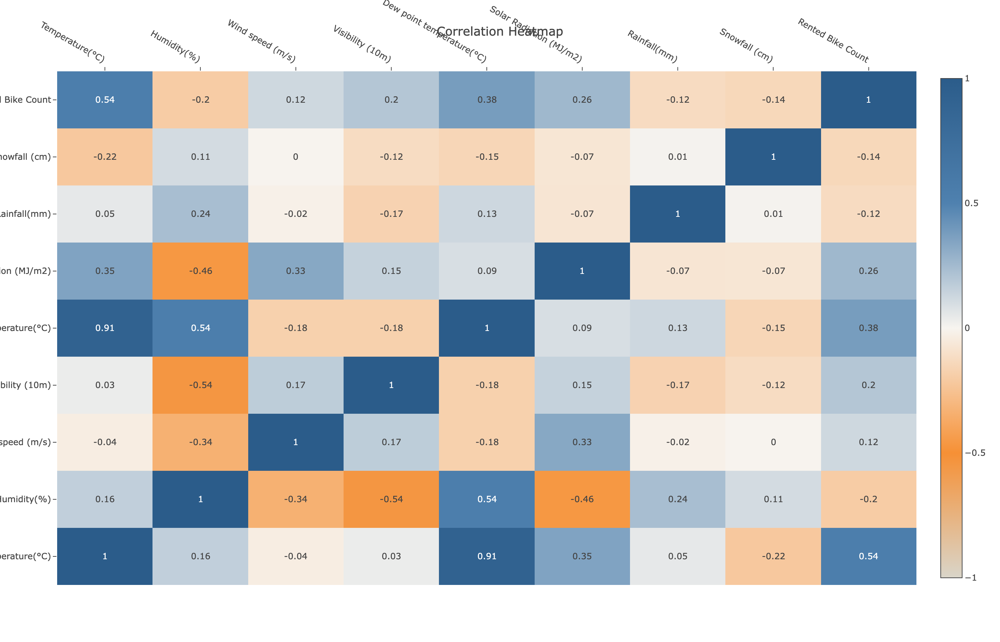 Correlation Heatmap
Temperature(°C)
Humidity(%)
Wind speed (m/s)
Visibility (10m)
Dew point temperature(°C)
Solar Radiation (MJ/m2)
Rainfall(mm)
Snowfall (cm)
Rented Bike Count
Bike Count 0.54 -0.2 0.12 0.2 0.38 0.26 -0.12 -0.14 1
nowfall (cm) -0.22 0.11 0 -0.12 -0.15 -0.07 0.01 1 -0.14
ainfall(mm) 0.05 0.24 -0.02 -0.17 0.13 -0.07 1 0.01 -0.12
ion (MJ/m2) 0.35 -0.46 0.33 0.15 0.09 1 -0.07 -0.07 0.26
perature(°C) 0.91 0.54 -0.18 -0.18 1 0.09 0.13 -0.15 0.38
bility (10m) 0.03 -0.54 0.17 1 -0.18 0.15 -0.17 -0.12 0.2
speed (m/s) -0.04 -0.34 1 0.17 -0.18 0.33 -0.02 0 0.12
Humidity(%) 0.16 1 -0.34 -0.54 0.54 -0.46 0.24 0.11 -0.2
perature(°C) 1 0.16 -0.04 0.03 0.91 0.35 0.05 -0.22 0.54
1
0.5
0
−0.5
−1